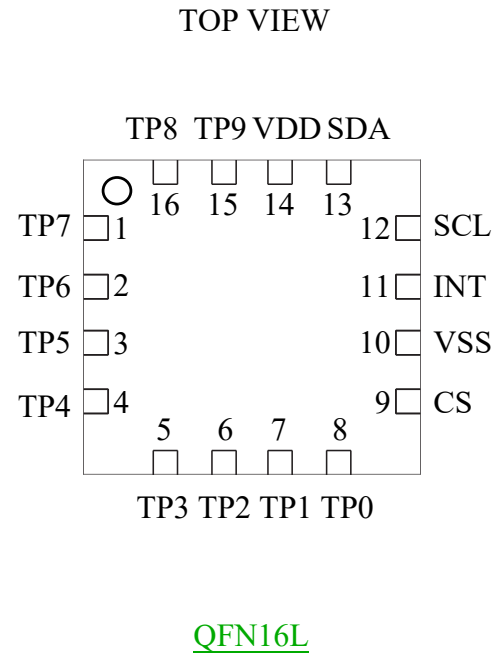 TOP VIEW
TP8 TP9 VDD SDA
16 15 14 13
TP7 1 12 SCL
TP6 2 11 INT
TP5 3 10 VSS
TP4 4 9 CS
5 6 7 8
TP3 TP2 TP1 TP0
QFN16L